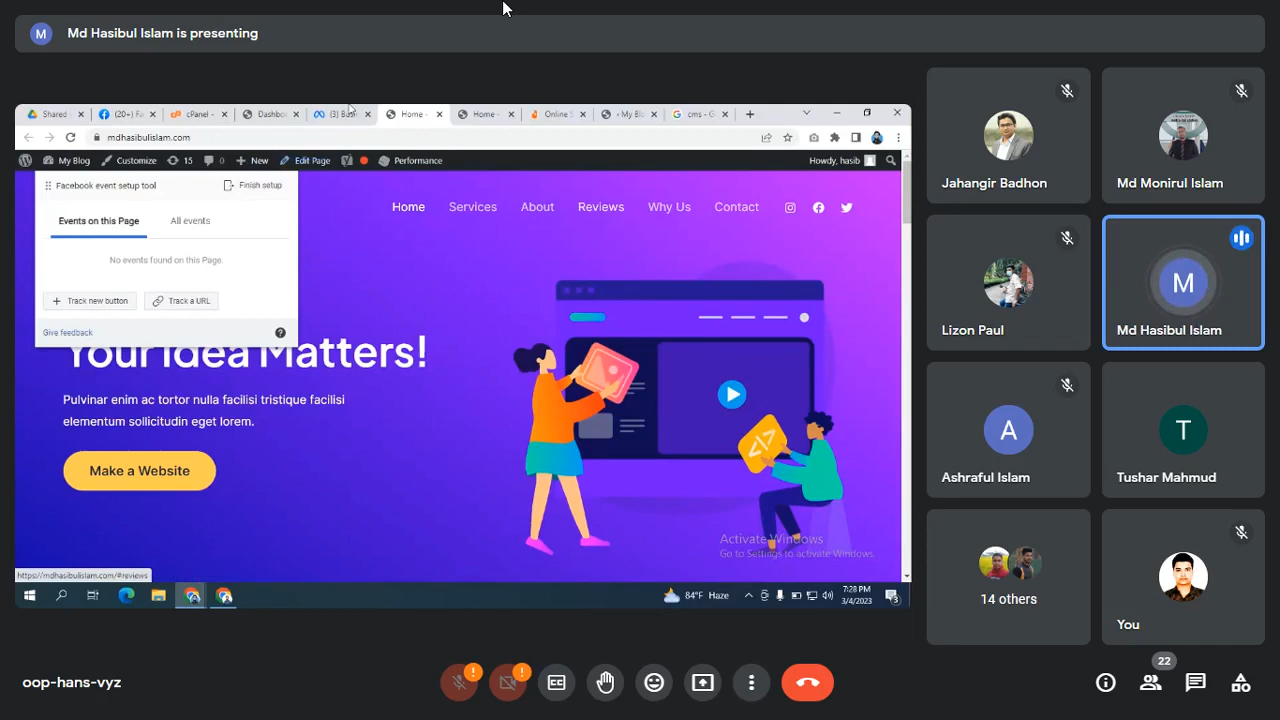 M
Md Hasibul Islam is presenting
Shared
(20+) Fa
cPanel -
Dashbo
Home -
Home -
Online S
My Bl
cms - G
mdhasibulislam.com
My Blog
Customize
15
0
New
Edit Page
Performance
Howdy, hasib
Facebook event setup tool
Finish setup
Events on this Page
All events
No events found on this Page.
Track new button
Track a URL
Give feedback
?
Home
Services
About
Reviews
Why Us
Contact
Your Idea Matters!
Pulvinar enim ac tortor nulla facilisi tristique facilisi
elementum sollicitudin eget lorem.
Make a Website
Activate Windows
Go to Settings to activate Windows.
https://mdhasibulislam.com/#reviews
84°F Haze
7:28 PM
3/4/2023
3
Jahangir Badhon
Md Monirul Islam
Lizon Paul
M
Md Hasibul Islam
A
Ashraful Islam
T
Tushar Mahmud
14 others
You
oop-hans-vyz
!
!
CC
22